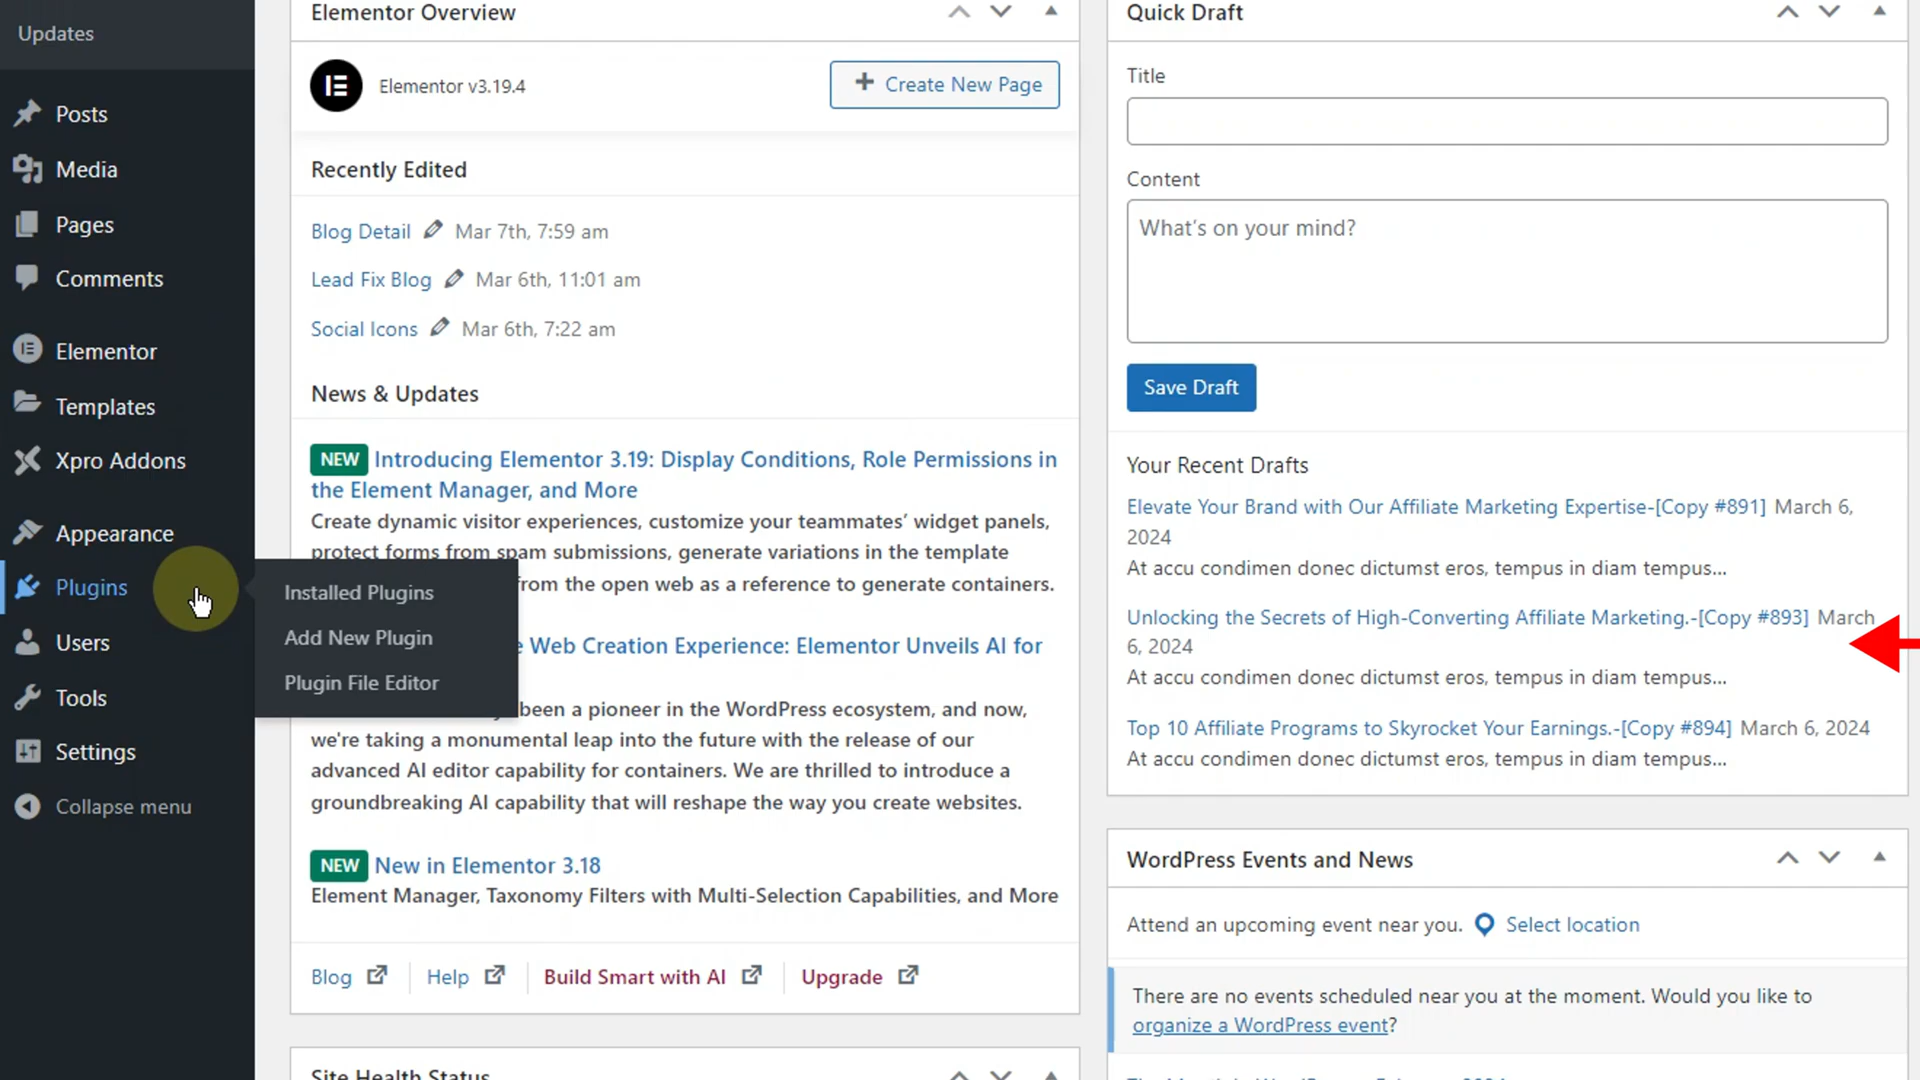 Updates
Posts
Media
Pages
Comments
Elementor
Templates
Xpro Addons
Appearance
Plugins
Users
Tools
Settings
Collapse menu
Installed Plugins
Add New Plugin
Plugin File Editor
Elementor Overview
Elementor v3.19.4
+ Create New Page
Recently Edited
Blog Detail Mar 7th, 7:59 am
Lead Fix Blog Mar 6th, 11:01 am
Social Icons Mar 6th, 7:22 am
News & Updates
NEW Introducing Elementor 3.19: Display Conditions, Role Permissions in
the Element Manager, and More
Create dynamic visitor experiences, customize your teammates’ widget panels,
protect forms from spam submissions, generate variations in the template
from the open web as a reference to generate containers.
Web Creation Experience: Elementor Unveils AI for
been a pioneer in the WordPress ecosystem, and now,
we're taking a monumental leap into the future with the release of our
advanced AI editor capability for containers. We are thrilled to introduce a
groundbreaking AI capability that will reshape the way you create websites.
NEW New in Elementor 3.18
Element Manager, Taxonomy Filters with Multi-Selection Capabilities, and More
Blog Help Build Smart with AI Upgrade
Site Health Status
Quick Draft
Title
Content
What’s on your mind?
Save Draft
Your Recent Drafts
Elevate Your Brand with Our Affiliate Marketing Expertise-[Copy #891] March 6,
2024
At accu condimen donec dictumst eros, tempus in diam tempus…
Unlocking the Secrets of High-Converting Affiliate Marketing.-[Copy #893] March
6, 2024
At accu condimen donec dictumst eros, tempus in diam tempus…
Top 10 Affiliate Programs to Skyrocket Your Earnings.-[Copy #894] March 6, 2024
At accu condimen donec dictumst eros, tempus in diam tempus…
WordPress Events and News
Attend an upcoming event near you. Select location
There are no events scheduled near you at the moment. Would you like to
organize a WordPress event?